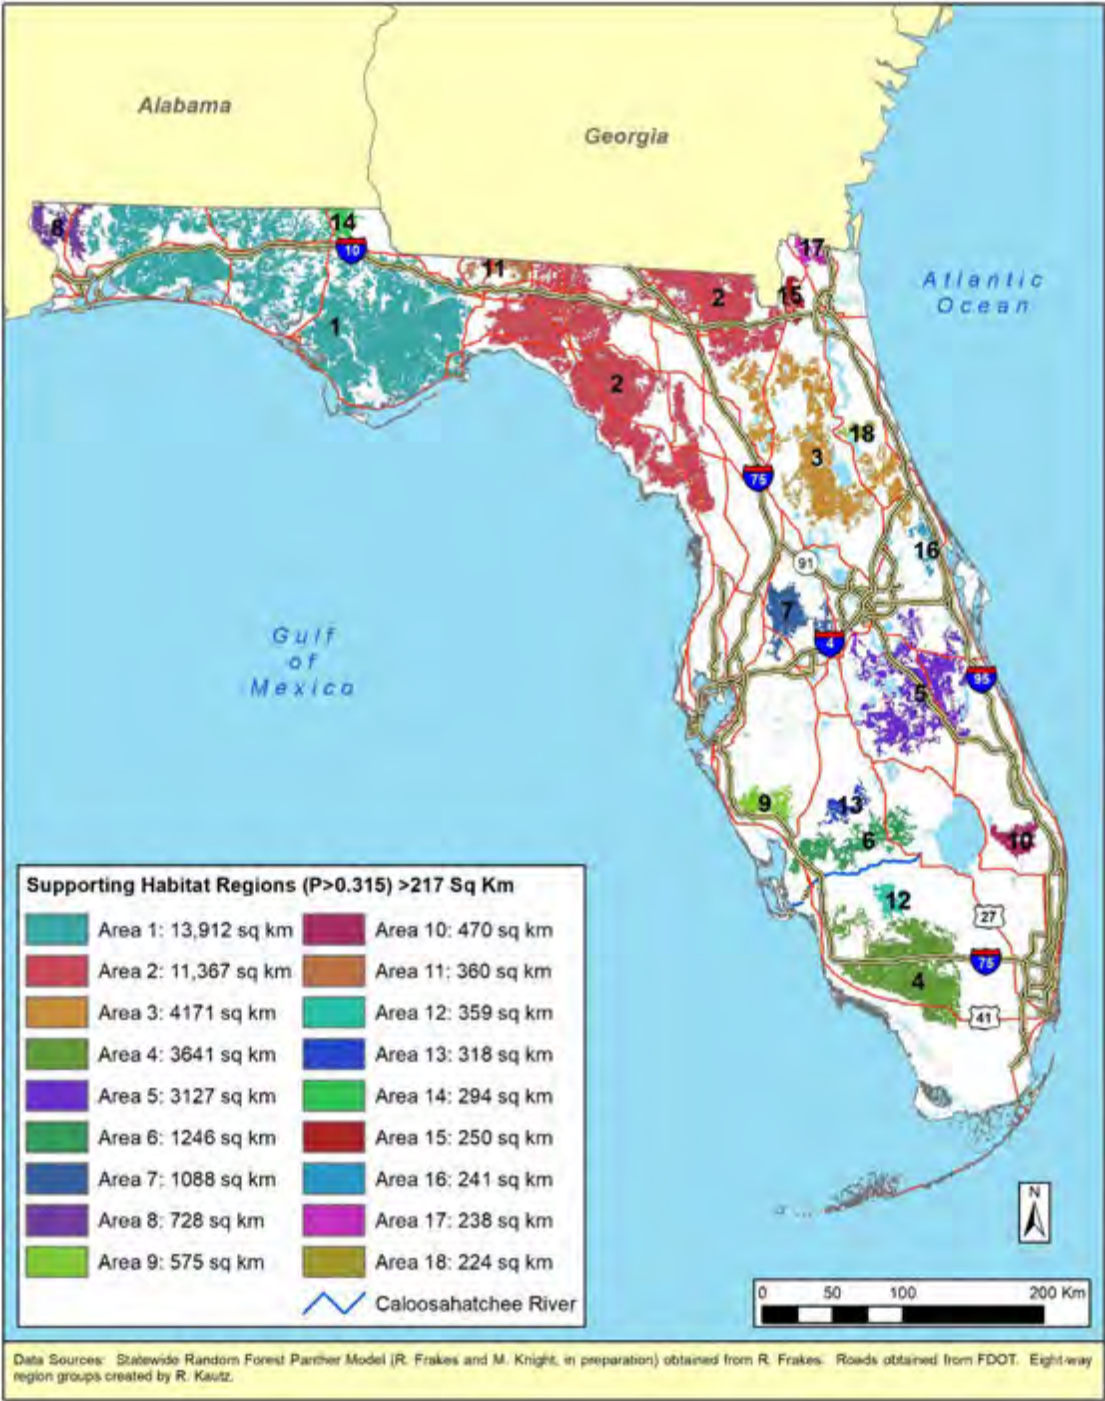 Alabama
Georgia
Atlantic
Ocean
Gulf
of
Mexico
8
14
10
11
2
17
15
1
2
18
3
75
16
91
7
4
95
5
9
13
6
10
12
27
75
4
41
Supporting Habitat Regions (P>0.315) >217 Sq Km
Area 1: 13,912 sq km
Area 2: 11,367 sq km
Area 3: 4171 sq km
Area 4: 3641 sq km
Area 5: 3127 sq km
Area 6: 1246 sq km
Area 7: 1088 sq km
Area 8: 728 sq km
Area 9: 575 sq km
Area 10: 470 sq km
Area 11: 360 sq km
Area 12: 359 sq km
Area 13: 318 sq km
Area 14: 294 sq km
Area 15: 250 sq km
Area 16: 241 sq km
Area 17: 238 sq km
Area 18: 224 sq km
Caloosahatchee River
N
0 50 100 200 Km
Data Sources: Statewide Random Forest Panther Model (R. Frakes and M. Knight, in preparation) obtained from R. Frakes. Roads obtained from FDOT. Eight-way
region groups created by R. Kautz.